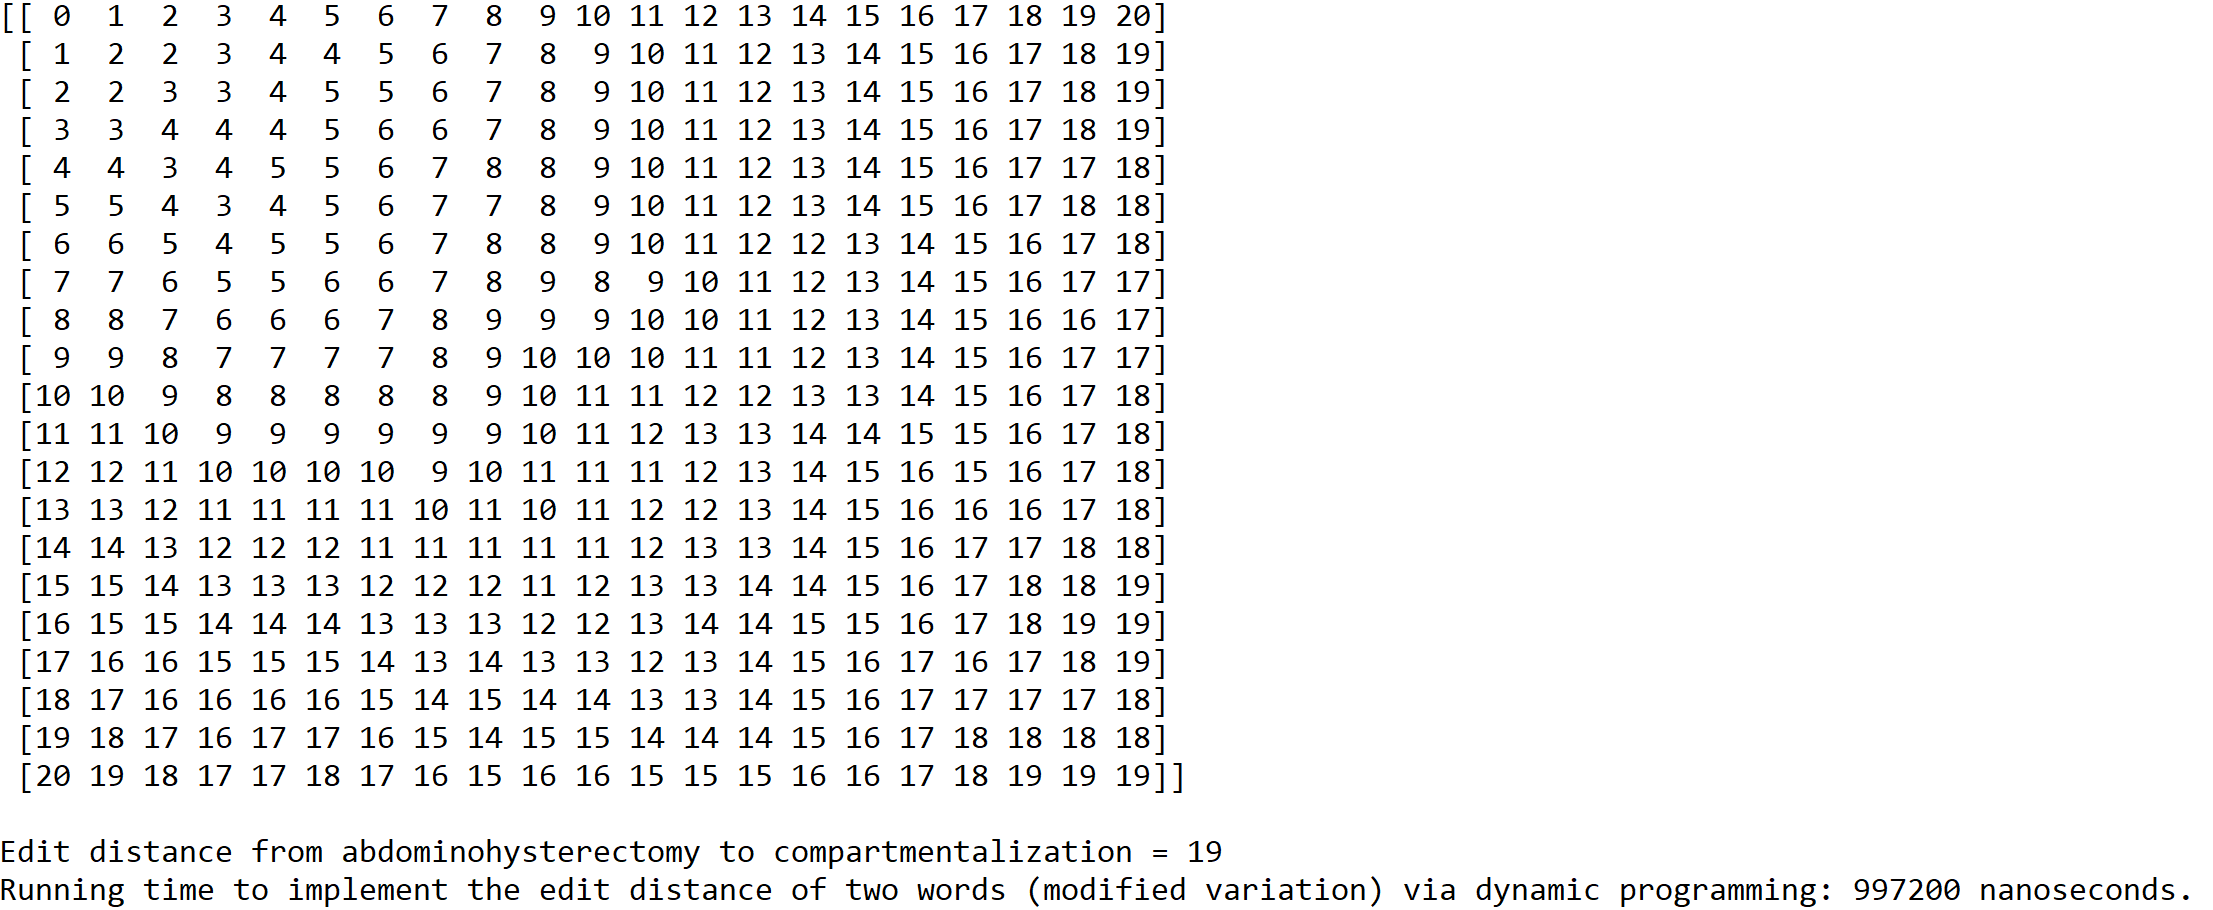 [[ 0  1  2  3  4  5  6  7  8  9 10 11 12 13 14 15 16 17 18 19 20]
 [ 1  2  2  3  4  4  5  6  7  8  9 10 11 12 13 14 15 16 17 18 19]
 [ 2  2  3  3  4  5  5  6  7  8  9 10 11 12 13 14 15 16 17 18 19]
 [ 3  3  4  4  4  5  6  6  7  8  9 10 11 12 13 14 15 16 17 18 19]
 [ 4  4  3  4  5  5  6  7  8  8  9 10 11 12 13 14 15 16 17 17 18]
 [ 5  5  4  3  4  5  6  7  7  8  9 10 11 12 13 14 15 16 17 18 18]
 [ 6  6  5  4  5  5  6  7  8  8  9 10 11 12 12 13 14 15 16 17 18]
 [ 7  7  6  5  5  6  6  7  8  9  8  9 10 11 12 13 14 15 16 17 17]
 [ 8  8  7  6  6  6  7  8  9  9  9 10 10 11 12 13 14 15 16 16 17]
 [ 9  9  8  7  7  7  7  8  9 10 10 10 11 11 12 13 14 15 16 17 17]
 [10 10  9  8  8  8  8  8  9 10 11 11 12 12 13 13 14 15 16 17 18]
 [11 11 10  9  9  9  9  9  9 10 11 12 13 13 14 14 15 15 16 17 18]
 [12 12 11 10 10 10 10  9 10 11 11 11 12 13 14 15 16 15 16 17 18]
 [13 13 12 11 11 11 11 10 11 10 11 12 12 13 14 15 16 16 16 17 18]
 [14 14 13 12 12 12 11 11 11 11 11 12 13 13 14 15 16 17 17 18 18]
 [15 15 14 13 13 13 12 12 12 11 12 13 13 14 14 15 16 17 18 18 19]
 [16 15 15 14 14 14 13 13 13 12 12 13 14 14 15 15 16 17 18 19 19]
 [17 16 16 15 15 15 14 13 14 13 13 12 13 14 15 16 17 16 17 18 19]
 [18 17 16 16 16 16 15 14 15 14 14 13 13 14 15 16 17 17 17 17 18]
 [19 18 17 16 17 17 16 15 14 15 15 14 14 14 15 16 17 18 18 18 18]
 [20 19 18 17 17 18 17 16 15 16 16 15 15 15 16 16 17 18 19 19 19]]
Edit distance from abdominohysterectomy to compartmentalization = 19
Running time to implement the edit distance of two words (modified variation) via dynamic programming: 997200 nanoseconds.